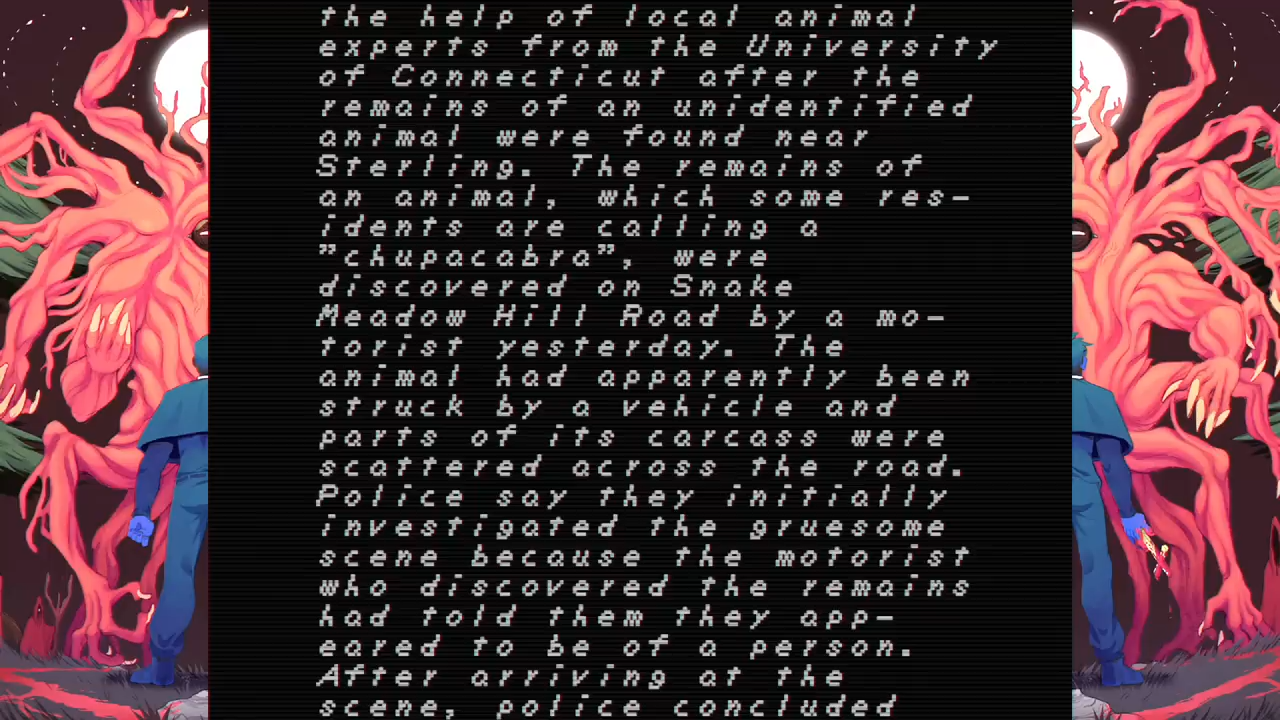 the help of local animal
experts from the University
of Connecticut after the
remains of an unidentified
animal were found near
Sterling. The remains of
an animal, which some res-
idents are calling a
"chupacabra", were
discovered on Snake
Meadow Hill Road by a mo-
torist yesterday. The
animal had apparently been
struck by a vehicle and
parts of its carcass were
scattered across the road.
Police say they initially
investigated the gruesome
scene because the motorist
who discovered the remains
had told them they app-
eared to be of a person.
After arriving at the
scene, police concluded